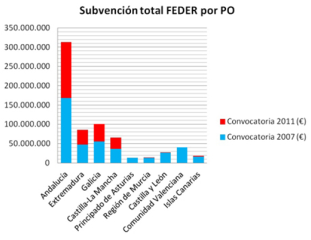 Subvención total FEDER por PO
350.000.000
300.000.000
250.000.000
200.000.000
150.000.000
100.000.000
50.000.000
0
Andalucía
Extremadura
Galicia
Castilla-La Mancha
Principado de Asturias
Región de Murcia
Castilla y León
Comunidad Valenciana
Islas Canarias
Convocatoria 2011 (€)
Convocatoria 2007 (€)